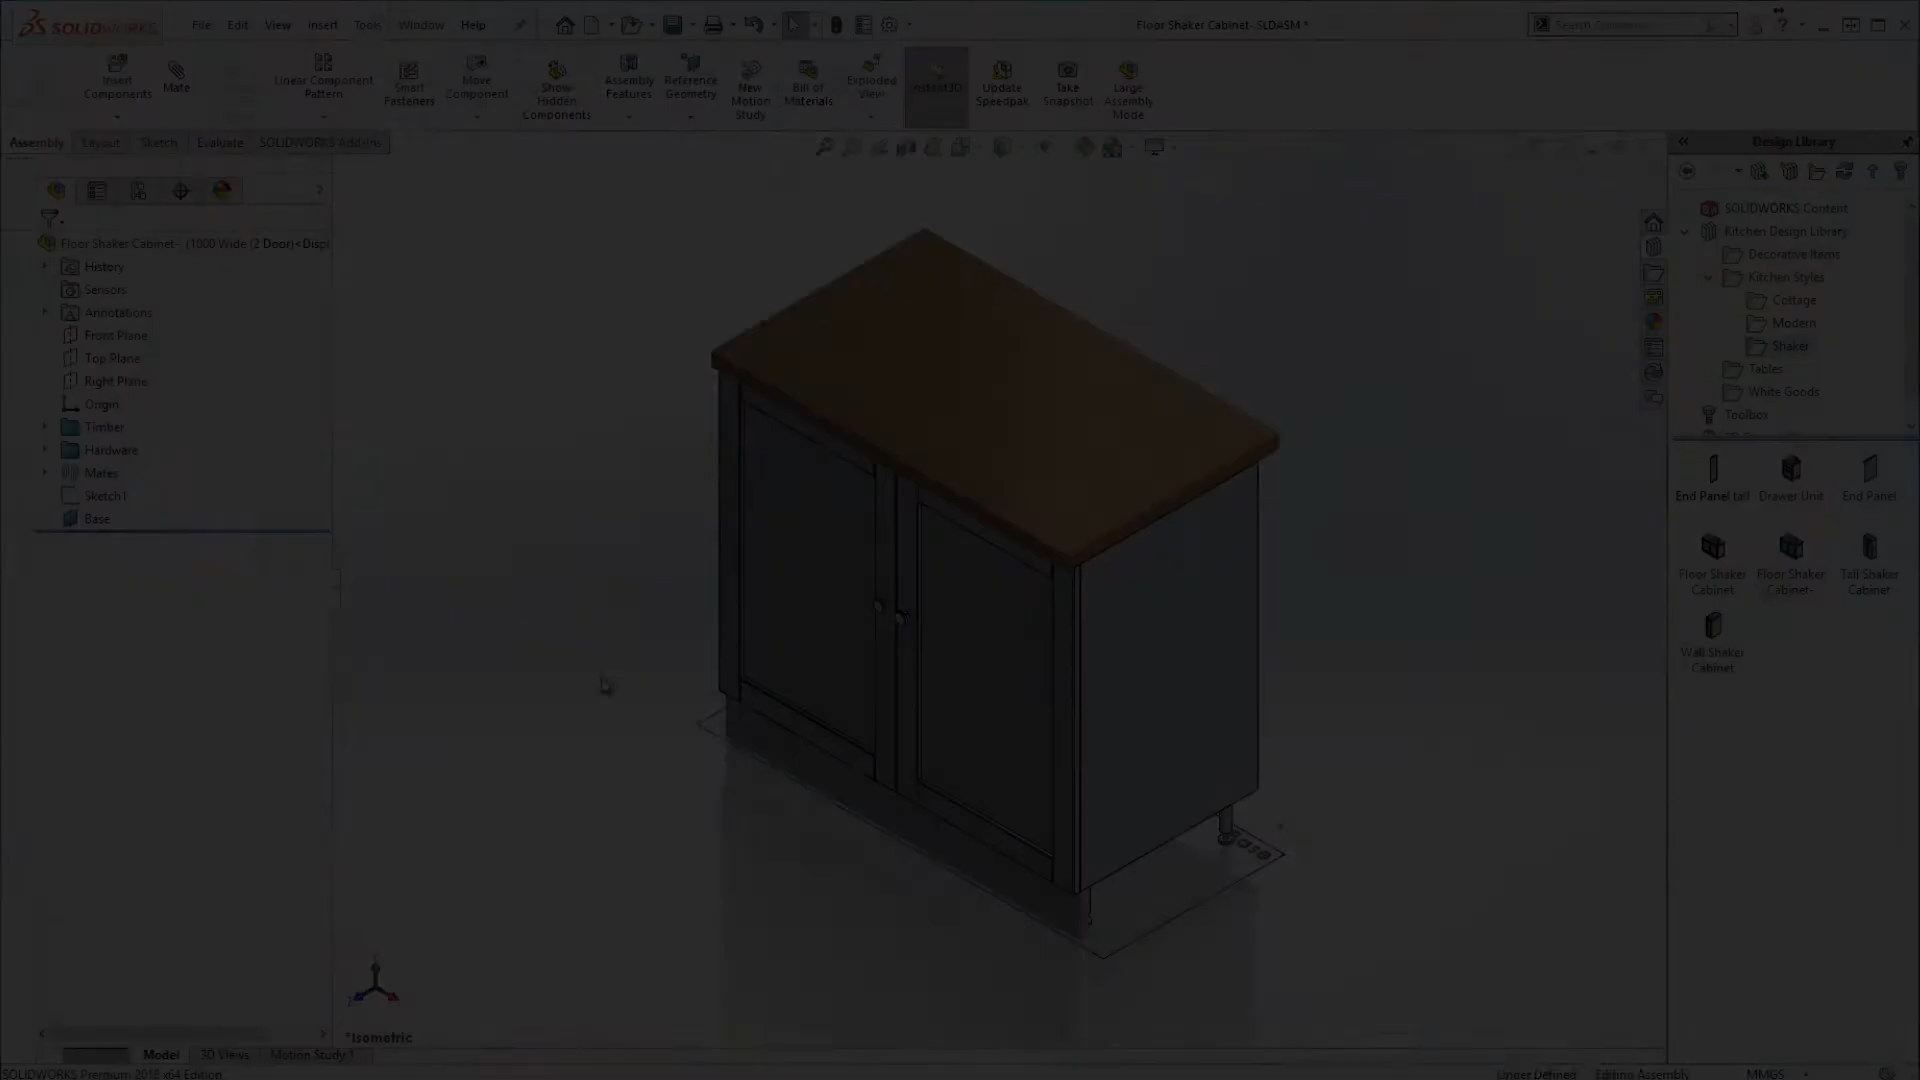 SOLIDWORKS File Edit View Insert Tools Window Help
Floor Shaker Cabinet-.SLDASM *
Search Commands
Insert Components
Mate
Linear Component Pattern
Smart Fasteners
Move Component
Show Hidden Components
Assembly Features
Reference Geometry
New Motion Study
Bill of Materials
Exploded View
Instant3D
Update Speedpak
Take Snapshot
Large Assembly Mode
Assembly Layout Sketch Evaluate SOLIDWORKS Add-Ins
Floor Shaker Cabinet- (1000 Wide (2 Door)<Displ
History
Sensors
Annotations
Front Plane
Top Plane
Right Plane
Origin
Timber
Hardware
Mates
Sketch1
Base
Base
*Isometric
Design Library
SOLIDWORKS Content
Kitchen Design Library
Decorative Items
Kitchen Styles
Cottage
Modern
Shaker
Tables
White Goods
Toolbox
End Panel tall Drawer Unit End Panel
Floor Shaker Cabinet
Floor Shaker Cabinet-
Tall Shaker Cabinet
Wall Shaker Cabinet
Model 3D Views Motion Study 1
SOLIDWORKS Premium 2018 x64 Edition
Under Defined Editing Assembly MMGS